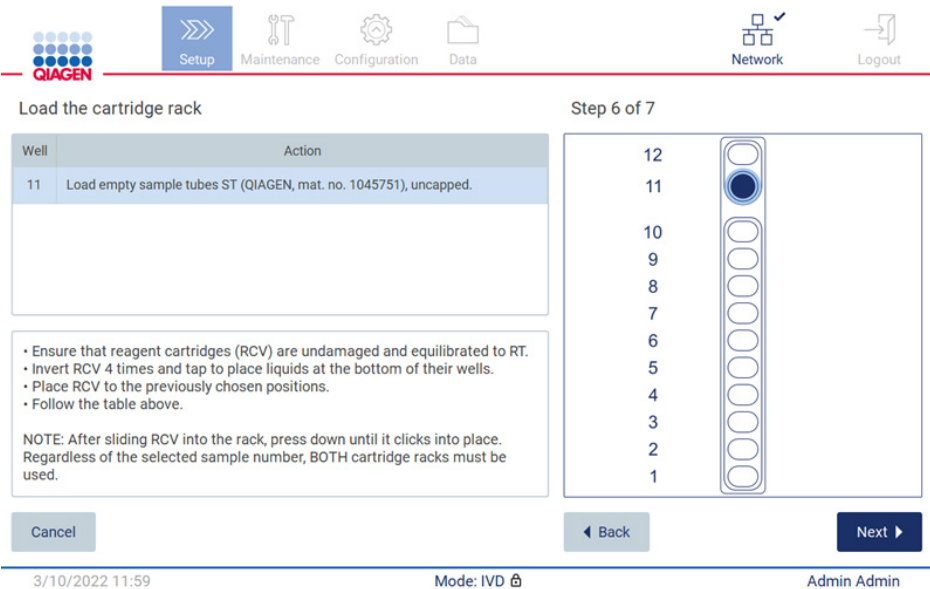 QIAGEN
Setup
Maintenance
Configuration
Data
Network
Logout
Load the cartridge rack
Step 6 of 7
Well Action
11 Load empty sample tubes ST (QIAGEN, mat. no. 1045751), uncapped.
• Ensure that reagent cartridges (RCV) are undamaged and equilibrated to RT.
• Invert RCV 4 times and tap to place liquids at the bottom of their wells.
• Place RCV to the previously chosen positions.
• Follow the table above.
NOTE: After sliding RCV into the rack, press down until it clicks into place.
Regardless of the selected sample number, BOTH cartridge racks must be
used.
12
11
10
9
8
7
6
5
4
3
2
1
Cancel
Back
Next
3/10/2022 11:59
Mode: IVD
Admin Admin